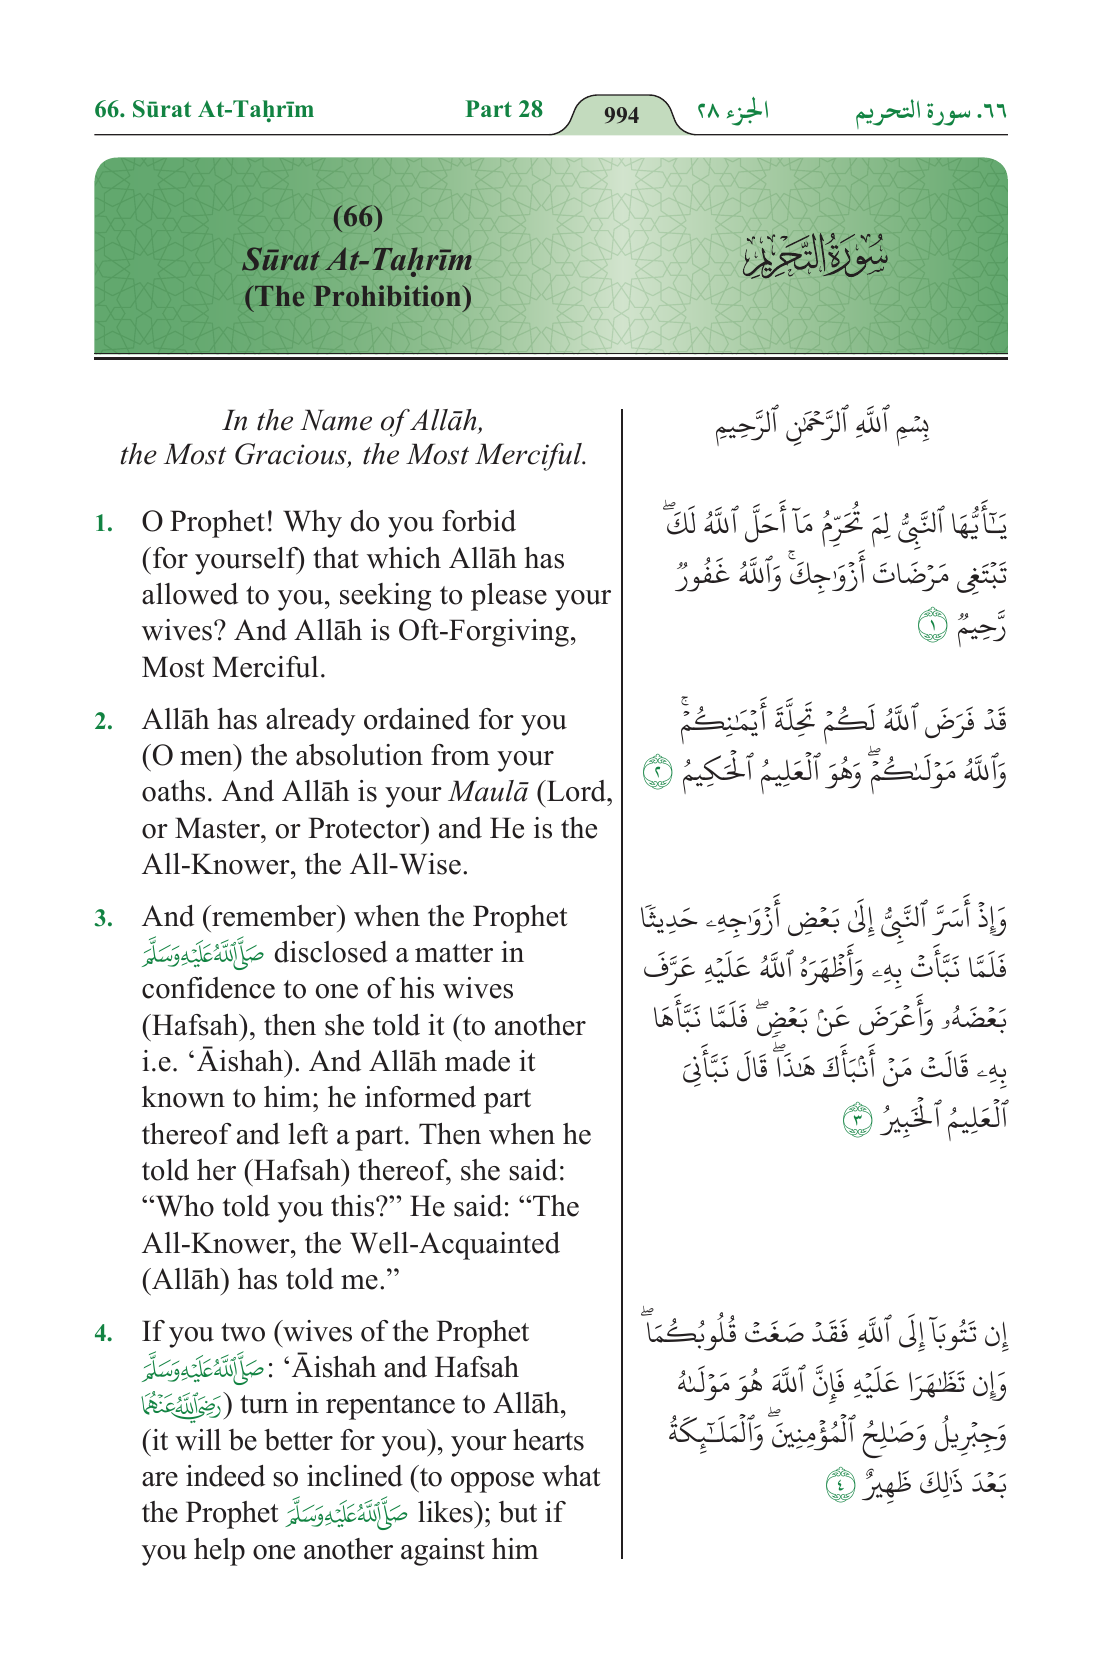 66. Sūrat At-Taḥrīm Part 28 994 الجزء ٢٨ ٦٦. سورة التحريم
(66)
Sūrat At-Taḥrīm
(The Prohibition)
سُورَةُ التَّحْرِيمِ
In the Name of Allāh,
the Most Gracious, the Most Merciful.
1. O Prophet! Why do you forbid
(for yourself) that which Allāh has
allowed to you, seeking to please your
wives? And Allāh is Oft-Forgiving,
Most Merciful.
2. Allāh has already ordained for you
(O men) the absolution from your
oaths. And Allāh is your Maulā (Lord,
or Master, or Protector) and He is the
All-Knower, the All-Wise.
3. And (remember) when the Prophet
صَلَّى اللَّهُ عَلَيْهِ وَسَلَّمَ disclosed a matter in
confidence to one of his wives
(Hafsah), then she told it (to another
i.e. ‘Āishah). And Allāh made it
known to him; he informed part
thereof and left a part. Then when he
told her (Hafsah) thereof, she said:
“Who told you this?” He said: “The
All-Knower, the Well-Acquainted
(Allāh) has told me.”
4. If you two (wives of the Prophet
صَلَّى اللَّهُ عَلَيْهِ وَسَلَّمَ: ‘Āishah and Hafsah
رَضِيَ اللَّهُ عَنْهُمَا) turn in repentance to Allāh,
(it will be better for you), your hearts
are indeed so inclined (to oppose what
the Prophet صَلَّى اللَّهُ عَلَيْهِ وَسَلَّمَ likes); but if
you help one another against him
بِسْمِ ٱللَّهِ ٱلرَّحْمَٰنِ ٱلرَّحِيمِ
يَٰٓأَيُّهَا ٱلنَّبِىُّ لِمَ تُحَرِّمُ مَآ أَحَلَّ ٱللَّهُ لَكَ ۖ
تَبْتَغِى مَرْضَاتَ أَزْوَٰجِكَ ۚ وَٱللَّهُ غَفُورٌ
رَّحِيمٌ ١
قَدْ فَرَضَ ٱللَّهُ لَكُمْ تَحِلَّةَ أَيْمَٰنِكُمْ ۚ
وَٱللَّهُ مَوْلَىٰكُمْ ۖ وَهُوَ ٱلْعَلِيمُ ٱلْحَكِيمُ ٢
وَإِذْ أَسَرَّ ٱلنَّبِىُّ إِلَىٰ بَعْضِ أَزْوَٰجِهِۦ حَدِيثًا
فَلَمَّا نَبَّأَتْ بِهِۦ وَأَظْهَرَهُ ٱللَّهُ عَلَيْهِ عَرَّفَ
بَعْضَهُۥ وَأَعْرَضَ عَنۢ بَعْضٍ ۖ فَلَمَّا نَبَّأَهَا
بِهِۦ قَالَتْ مَنْ أَنۢبَأَكَ هَٰذَا ۖ قَالَ نَبَّأَنِىَ
ٱلْعَلِيمُ ٱلْخَبِيرُ ٣
إِن تَتُوبَآ إِلَى ٱللَّهِ فَقَدْ صَغَتْ قُلُوبُكُمَا ۖ
وَإِن تَظَٰهَرَا عَلَيْهِ فَإِنَّ ٱللَّهَ هُوَ مَوْلَىٰهُ
وَجِبْرِيلُ وَصَٰلِحُ ٱلْمُؤْمِنِينَ ۖ وَٱلْمَلَٰٓئِكَةُ
بَعْدَ ذَٰلِكَ ظَهِيرٌ ٤